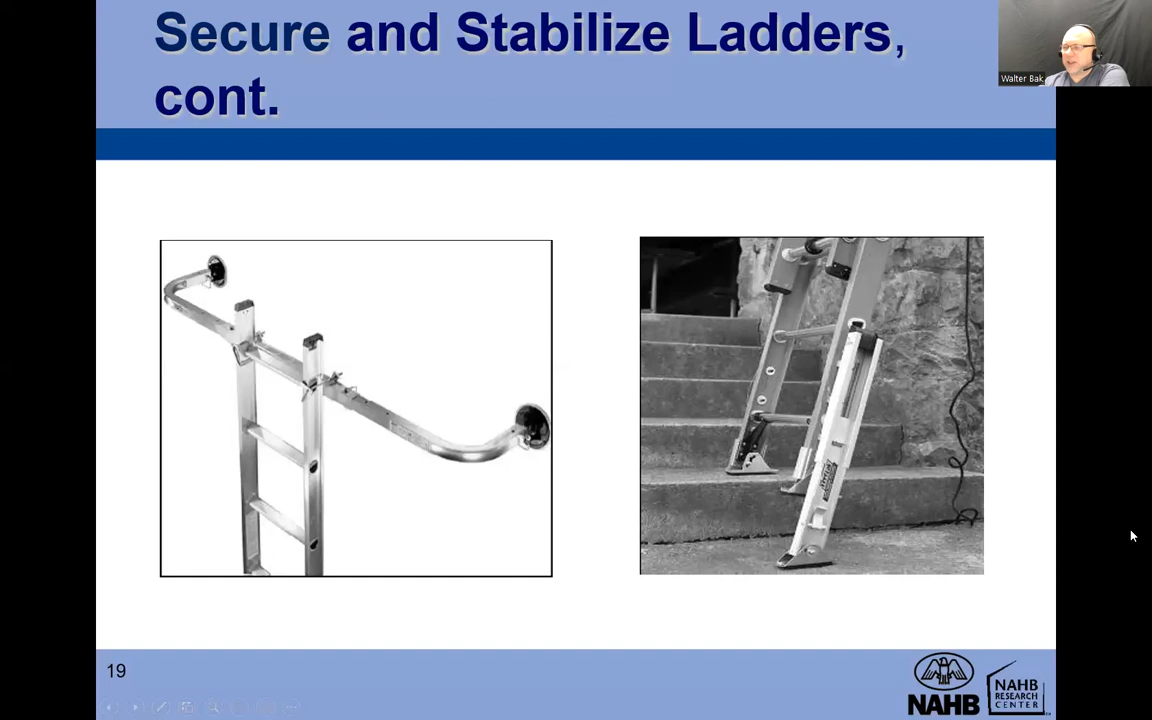 Secure and Stabilize Ladders,
cont.
Walter Bak
19
NAHB
NAHB
RESEARCH
CENTER